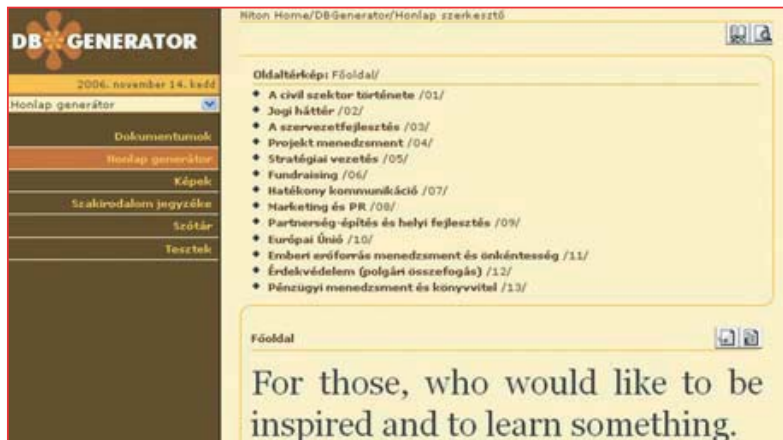 Niton Home/DBGenerator/Honlap szerkesztő
DB GENERATOR
2006. november 14. kedd
Honlap generátor
Dokumentumok
Honlap generátor
Képek
Szakirodalom jegyzéke
Szótár
Tesztek
Oldaltérkép: Főoldal/
A civil szektor története /01/
Jogi háttér /02/
A szervezetfejlesztés /03/
Projekt menedzsment /04/
Stratégiai vezetés /05/
Fundraising /06/
Hatékony kommunikáció /07/
Marketing és PR /08/
Partnerség-építés és helyi fejlesztés /09/
Európai Únió /10/
Emberi erőforrás menedzsment és önkéntesség /11/
Érdekvédelem (polgári összefogás) /12/
Pénzügyi menedzsment és könyvvitel /13/
Főoldal
For those, who would like to be
inspired and to learn something.